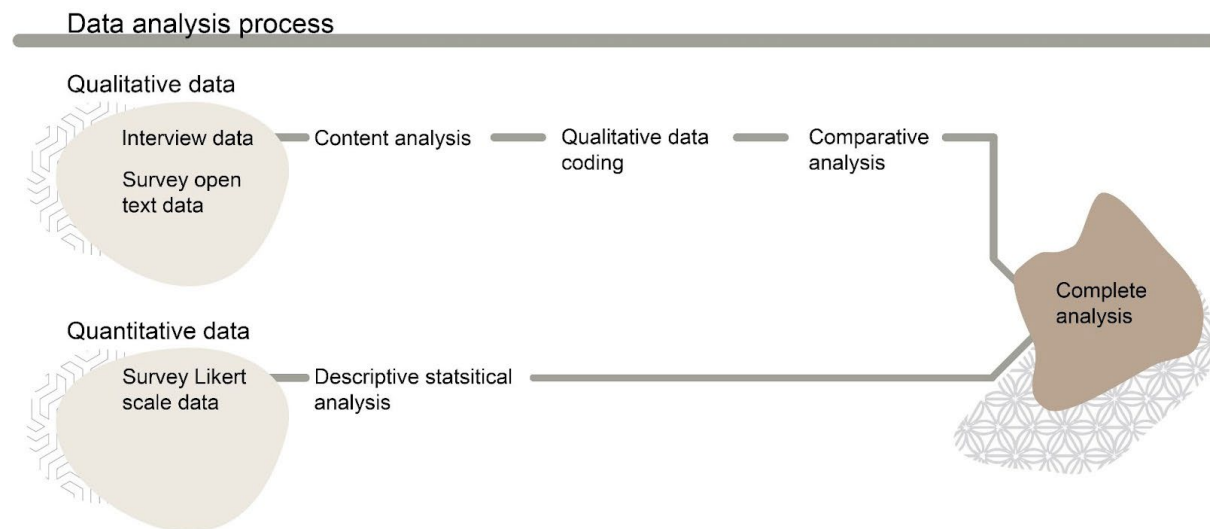 Data analysis process
Qualitative data
Interview data
Survey open
text data
Content analysis
Qualitative data
coding
Comparative
analysis
Quantitative data
Survey Likert
scale data
Descriptive statsitical
analysis
Complete
analysis